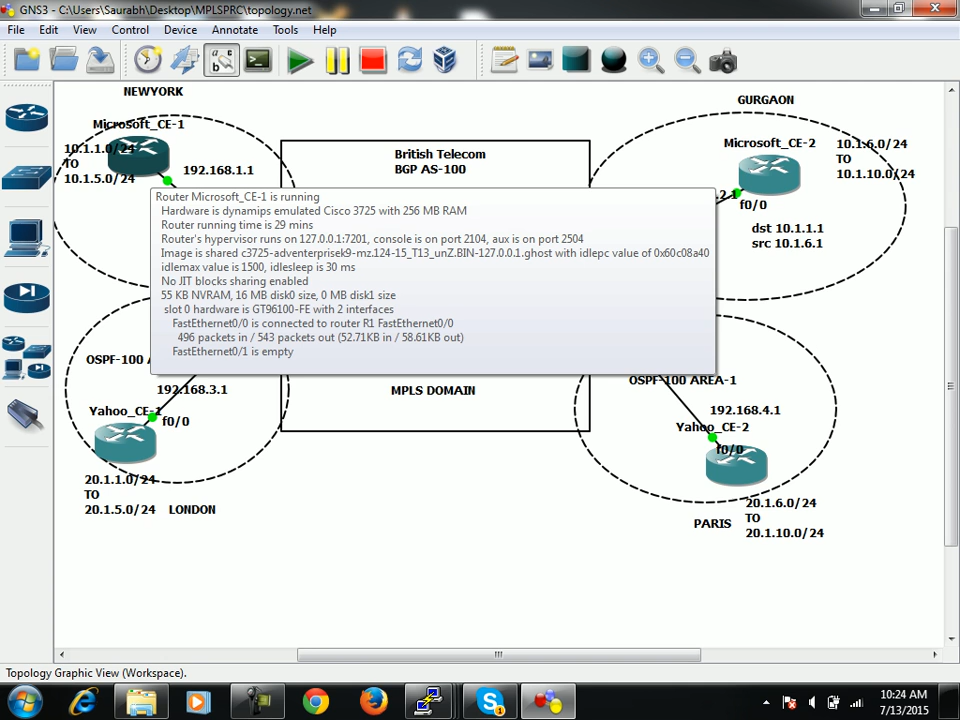 GNS3 - C:\Users\Saurabh\Desktop\MPLSPRC\topology.net
File Edit View Control Device Annotate Tools Help
NEWYORK
GURGAON
Microsoft_CE-1
10.1.1.0/24
TO
10.1.5.0/24
192.168.1.1
British Telecom
BGP AS-100
Microsoft_CE-2
10.1.6.0/24
TO
10.1.10.0/24
.2.1
f0/0
dst 10.1.1.1
src 10.1.6.1
Router Microsoft_CE-1 is running
Hardware is dynamips emulated Cisco 3725 with 256 MB RAM
Router running time is 29 mins
Router's hypervisor runs on 127.0.0.1:7201, console is on port 2104, aux is on port 2504
Image is shared c3725-adventerprisek9-mz.124-15_T13_unZ.BIN-127.0.0.1.ghost with idlepc value of 0x60c08a40
idlemax value is 1500, idlesleep is 30 ms
No JIT blocks sharing enabled
55 KB NVRAM, 16 MB disk0 size, 0 MB disk1 size
slot 0 hardware is GT96100-FE with 2 interfaces
FastEthernet0/0 is connected to router R1 FastEthernet0/0
496 packets in / 543 packets out (52.71KB in / 58.61KB out)
FastEthernet0/1 is empty
OSPF-100 A
192.168.3.1
MPLS DOMAIN
OSPF-100 AREA-1
Yahoo_CE-1
f0/0
192.168.4.1
Yahoo_CE-2
f0/0
20.1.1.0/24
TO
20.1.5.0/24 LONDON
PARIS
20.1.6.0/24
TO
20.1.10.0/24
Topology Graphic View (Workspace).
10:24 AM
7/13/2015